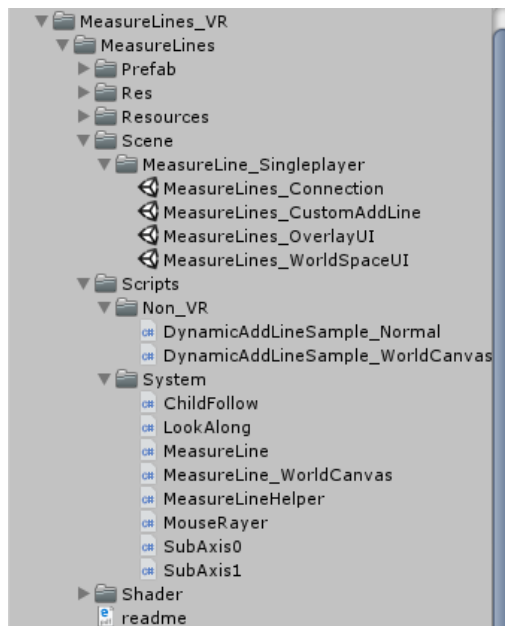 MeasureLines_VR
MeasureLines
Prefab
Res
Resources
Scene
MeasureLine_Singleplayer
MeasureLines_Connection
MeasureLines_CustomAddLine
MeasureLines_OverlayUI
MeasureLines_WorldSpaceUI
Scripts
Non_VR
C# DynamicAddLineSample_Normal
C# DynamicAddLineSample_WorldCanvas
System
C# ChildFollow
C# LookAlong
C# MeasureLine
C# MeasureLine_WorldCanvas
C# MeasureLineHelper
C# MouseRayer
C# SubAxis0
C# SubAxis1
Shader
readme